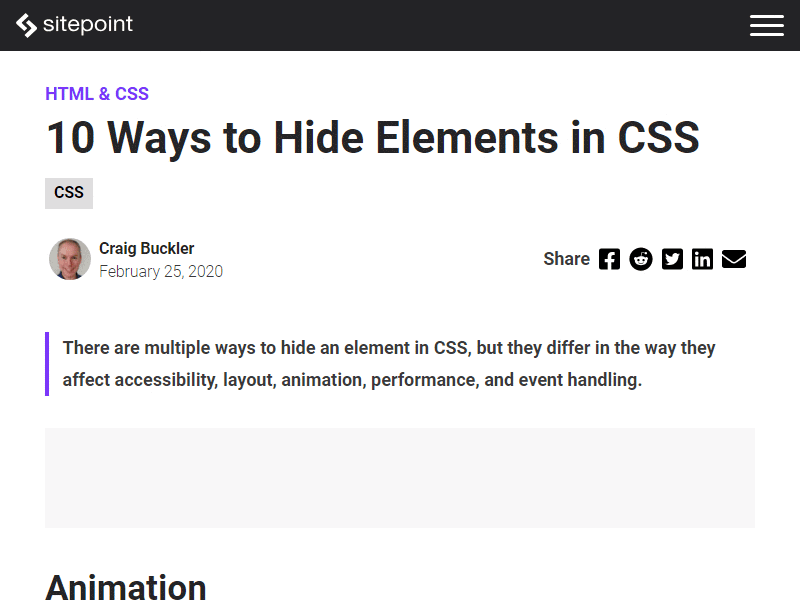 sitepoint
HTML & CSS
10 Ways to Hide Elements in CSS
CSS
Craig Buckler
February 25, 2020
Share
There are multiple ways to hide an element in CSS, but they differ in the way they
affect accessibility, layout, animation, performance, and event handling.
Animation